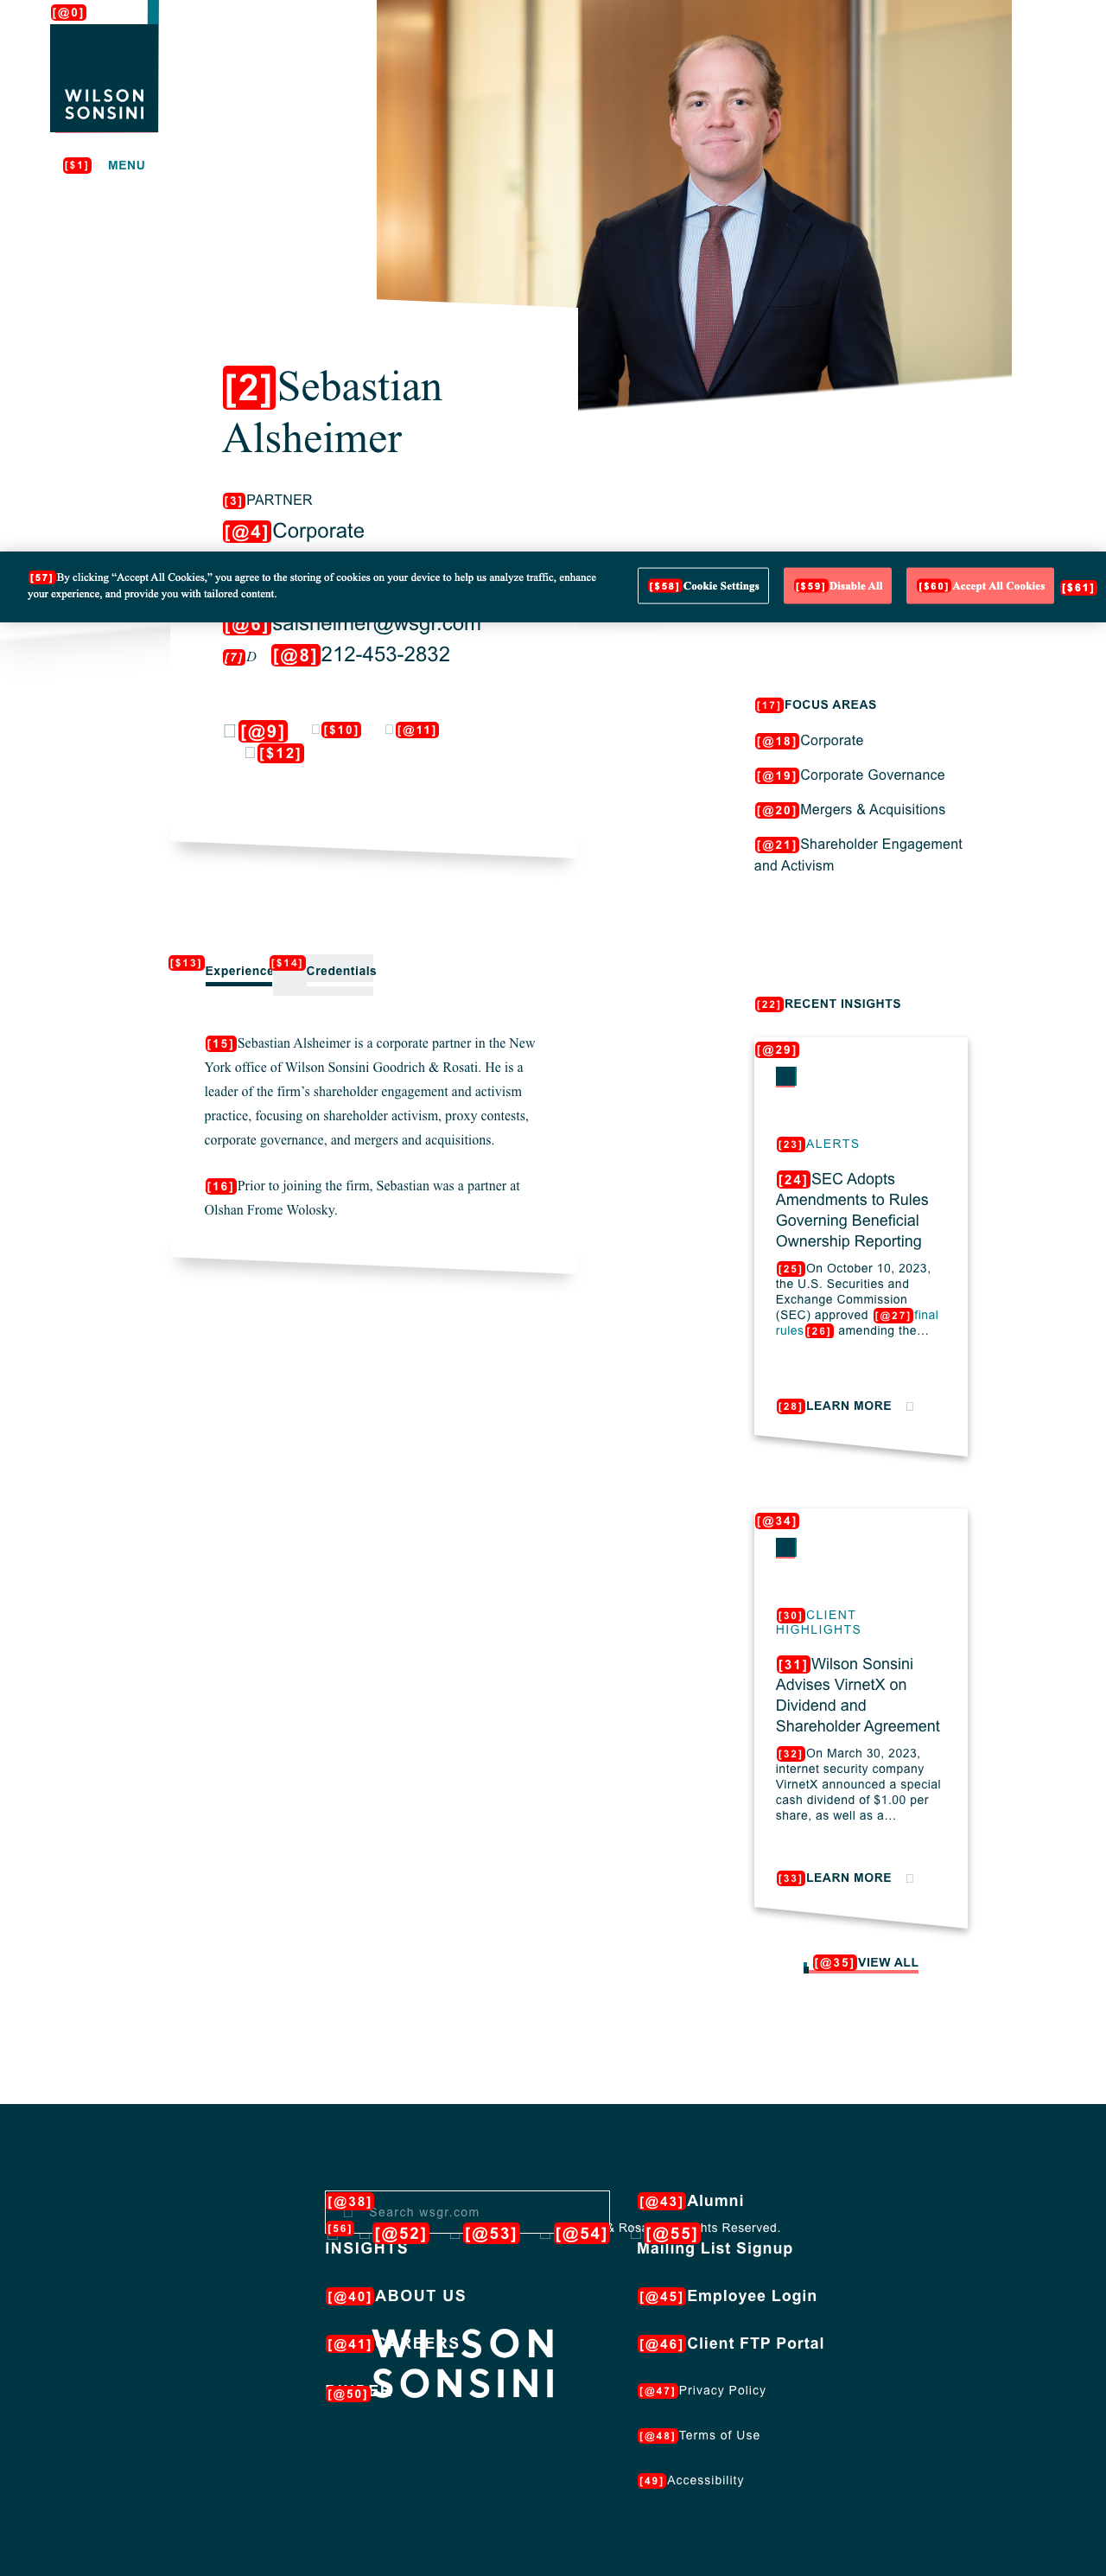 [@0]
WILSON
SONSINI
[$1] MENU
[2]Sebastian
Alsheimer
[3]PARTNER
[@4]Corporate
[57]By clicking “Accept All Cookies,” you agree to the storing of cookies on your device to help us analyze traffic, enhance
your experience, and provide you with tailored content.
[$58]Cookie Settings
[$59]Disable All
[$60]Accept All Cookies
[$61]
[@6]salsheimer@wsgr.com
[7]D [@8]212-453-2832
[@9] [$10] [@11]
[$12]
[17]FOCUS AREAS
[@18]Corporate
[@19]Corporate Governance
[@20]Mergers & Acquisitions
[@21]Shareholder Engagement
and Activism
[$13]Experience [$14]Credentials
[15]Sebastian Alsheimer is a corporate partner in the New
York office of Wilson Sonsini Goodrich & Rosati. He is a
leader of the firm’s shareholder engagement and activism
practice, focusing on shareholder activism, proxy contests,
corporate governance, and mergers and acquisitions.
[16]Prior to joining the firm, Sebastian was a partner at
Olshan Frome Wolosky.
[22]RECENT INSIGHTS
[@29]
[23]ALERTS
[24]SEC Adopts
Amendments to Rules
Governing Beneficial
Ownership Reporting
[25]On October 10, 2023,
the U.S. Securities and
Exchange Commission
(SEC) approved [@27]final
rules[26] amending the…
[28]LEARN MORE
[@34]
[30]CLIENT
HIGHLIGHTS
[31]Wilson Sonsini
Advises VirnetX on
Dividend and
Shareholder Agreement
[32]On March 30, 2023,
internet security company
VirnetX announced a special
cash dividend of $1.00 per
share, as well as a…
[33]LEARN MORE
[@35]VIEW ALL
[@38]
Search wsgr.com
[56] [@52] [@53] [@54] & [@55] Reserved.
INSIGHTS
[@40]ABOUT US
[@41]CAREERS
[@50]
WILSON
SONSINI
[@43]Alumni
Mailing List Signup
[@45]Employee Login
[@46]Client FTP Portal
[@47]Privacy Policy
[@48]Terms of Use
[49]Accessibility